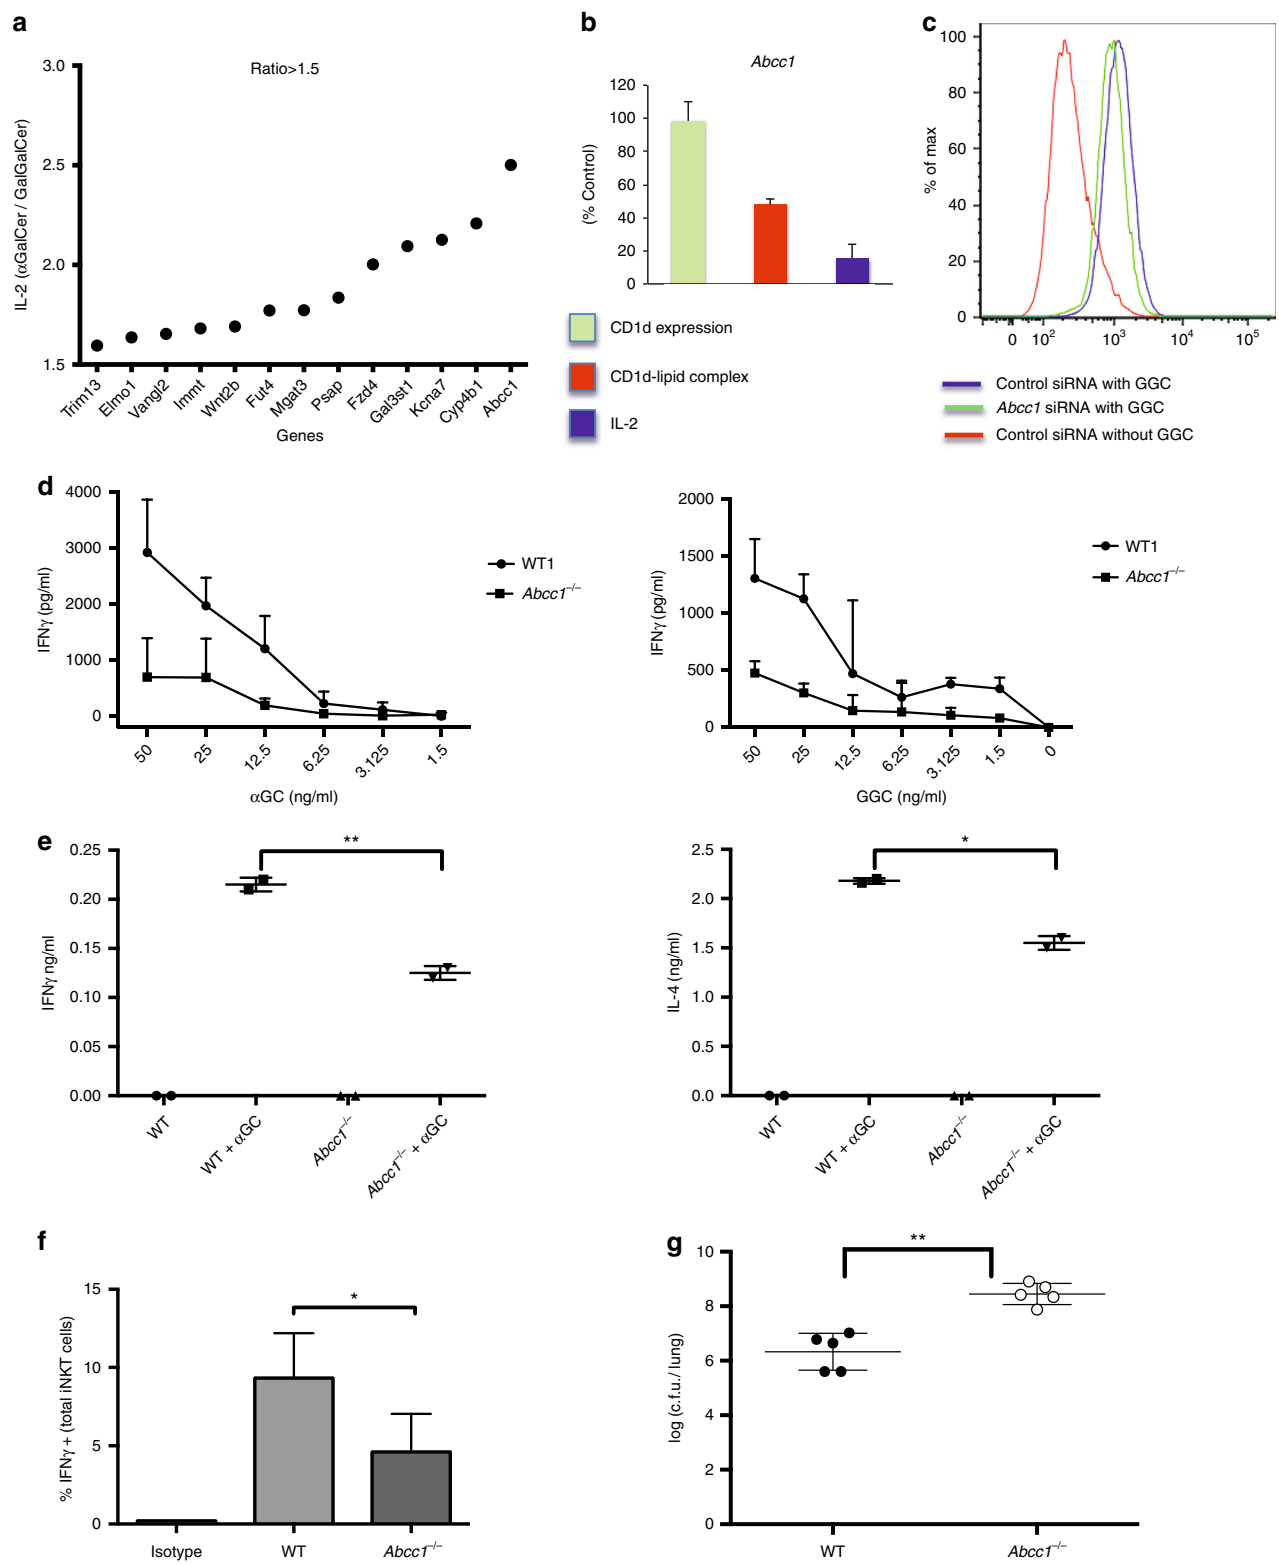 a
Ratio>1.5
3.0
2.5
2.0
1.5
IL-2 (αGalCer / GalGalCer)
Trim13
Elmo1
Vangl2
Immt
Wnt2b
Fut4
Mgat3
Psap
Fzd4
Gal3st1
Kcna7
Cyp4b1
Abcc1
Genes
b
Abcc1
120
100
80
60
40
20
0
(% Control)
CD1d expression
CD1d-lipid complex
IL-2
c
100
80
60
40
20
0
% of max
0 10² 10³ 10⁴ 10⁵
Control siRNA with GGC
Abcc1 siRNA with GGC
Control siRNA without GGC
d
4000
3000
2000
1000
0
IFNγ (pg/ml)
WT1
Abcc1⁻/⁻
50 25 12.5 6.25 3.125 1.5
αGC (ng/ml)
2000
1500
1000
500
0
IFNγ (pg/ml)
WT1
Abcc1⁻/⁻
50 25 12.5 6.25 3.125 1.5 0
GGC (ng/ml)
e
**
0.25
0.20
0.15
0.10
0.05
0.00
IFNγ ng/ml
WT
WT + αGC
Abcc1⁻/⁻
Abcc1⁻/⁻ + αGC
*
2.5
2.0
1.5
1.0
0.5
0.0
IL-4 (ng/ml)
WT
WT + αGC
Abcc1⁻/⁻
Abcc1⁻/⁻ + αGC
f
*
15
10
5
0
% IFNγ + (total iNKT cells)
Isotype WT Abcc1⁻/⁻
g
**
10
8
6
4
2
0
log (c.f.u./ lung)
WT Abcc1⁻/⁻